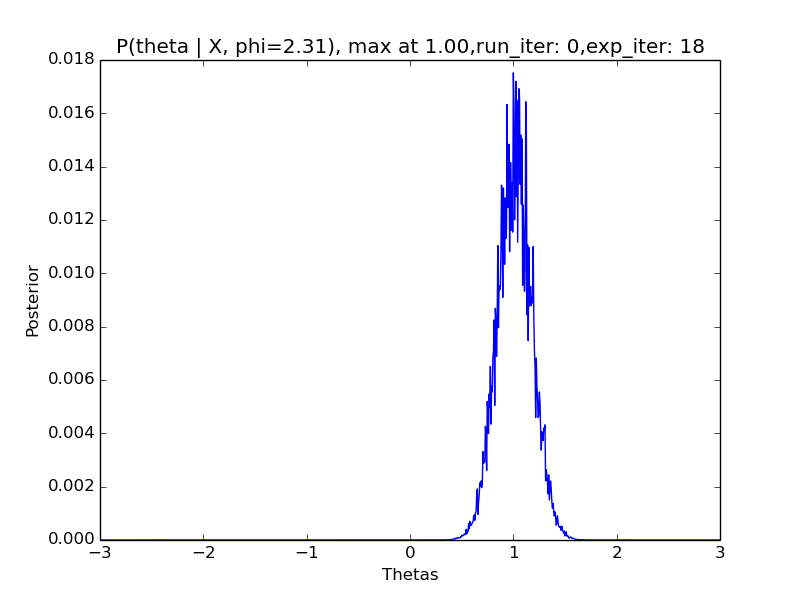 P(theta | X, phi=2.31), max at 1.00,run_iter: 0,exp_iter: 18
0.018
0.016
0.014
0.012
0.010
0.008
0.006
0.004
0.002
0.000
Posterior
−3 −2 −1 0 1 2 3
Thetas